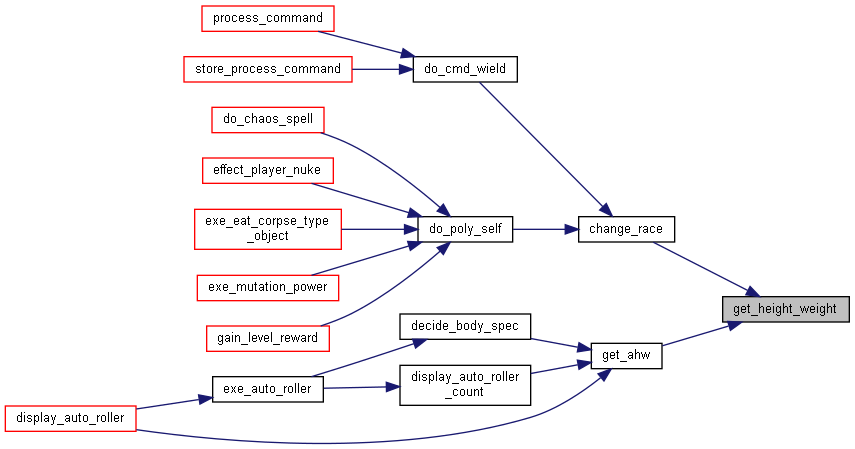 process_command
store_process_command
do_cmd_wield
do_chaos_spell
effect_player_nuke
exe_eat_corpse_type
_object
do_poly_self
change_race
exe_mutation_power
get_height_weight
gain_level_reward
decide_body_spec
get_ahw
display_auto_roller
_count
exe_auto_roller
display_auto_roller